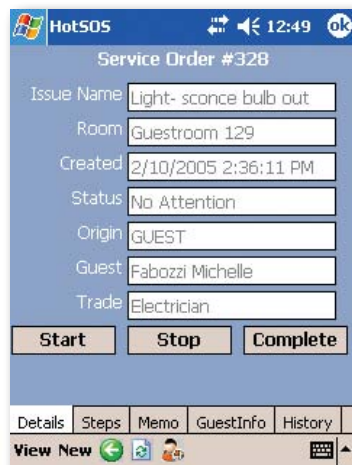 HotSOS 12:49 ok
Service Order #328
Issue Name Light- sconce bulb out
Room Guestroom 129
Created 2/10/2005 2:36:11 PM
Status No Attention
Origin GUEST
Guest Fabozzi Michelle
Trade Electrician
Start Stop Complete
Details Steps Memo GuestInfo History
View New